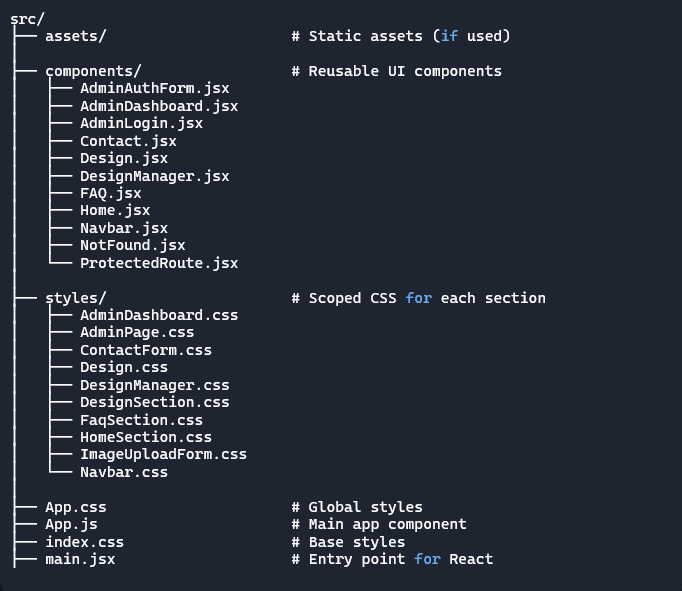 src/
├── assets/                     # Static assets (if used)
│
├── components/                 # Reusable UI components
│   ├── AdminAuthForm.jsx
│   ├── AdminDashboard.jsx
│   ├── AdminLogin.jsx
│   ├── Contact.jsx
│   ├── Design.jsx
│   ├── DesignManager.jsx
│   ├── FAQ.jsx
│   ├── Home.jsx
│   ├── Navbar.jsx
│   ├── NotFound.jsx
│   └── ProtectedRoute.jsx
│
├── styles/                     # Scoped CSS for each section
│   ├── AdminDashboard.css
│   ├── AdminPage.css
│   ├── ContactForm.css
│   ├── Design.css
│   ├── DesignManager.css
│   ├── DesignSection.css
│   ├── FaqSection.css
│   ├── HomeSection.css
│   ├── ImageUploadForm.css
│   └── Navbar.css
│
├── App.css                     # Global styles
├── App.js                      # Main app component
├── index.css                   # Base styles
├── main.jsx                    # Entry point for React